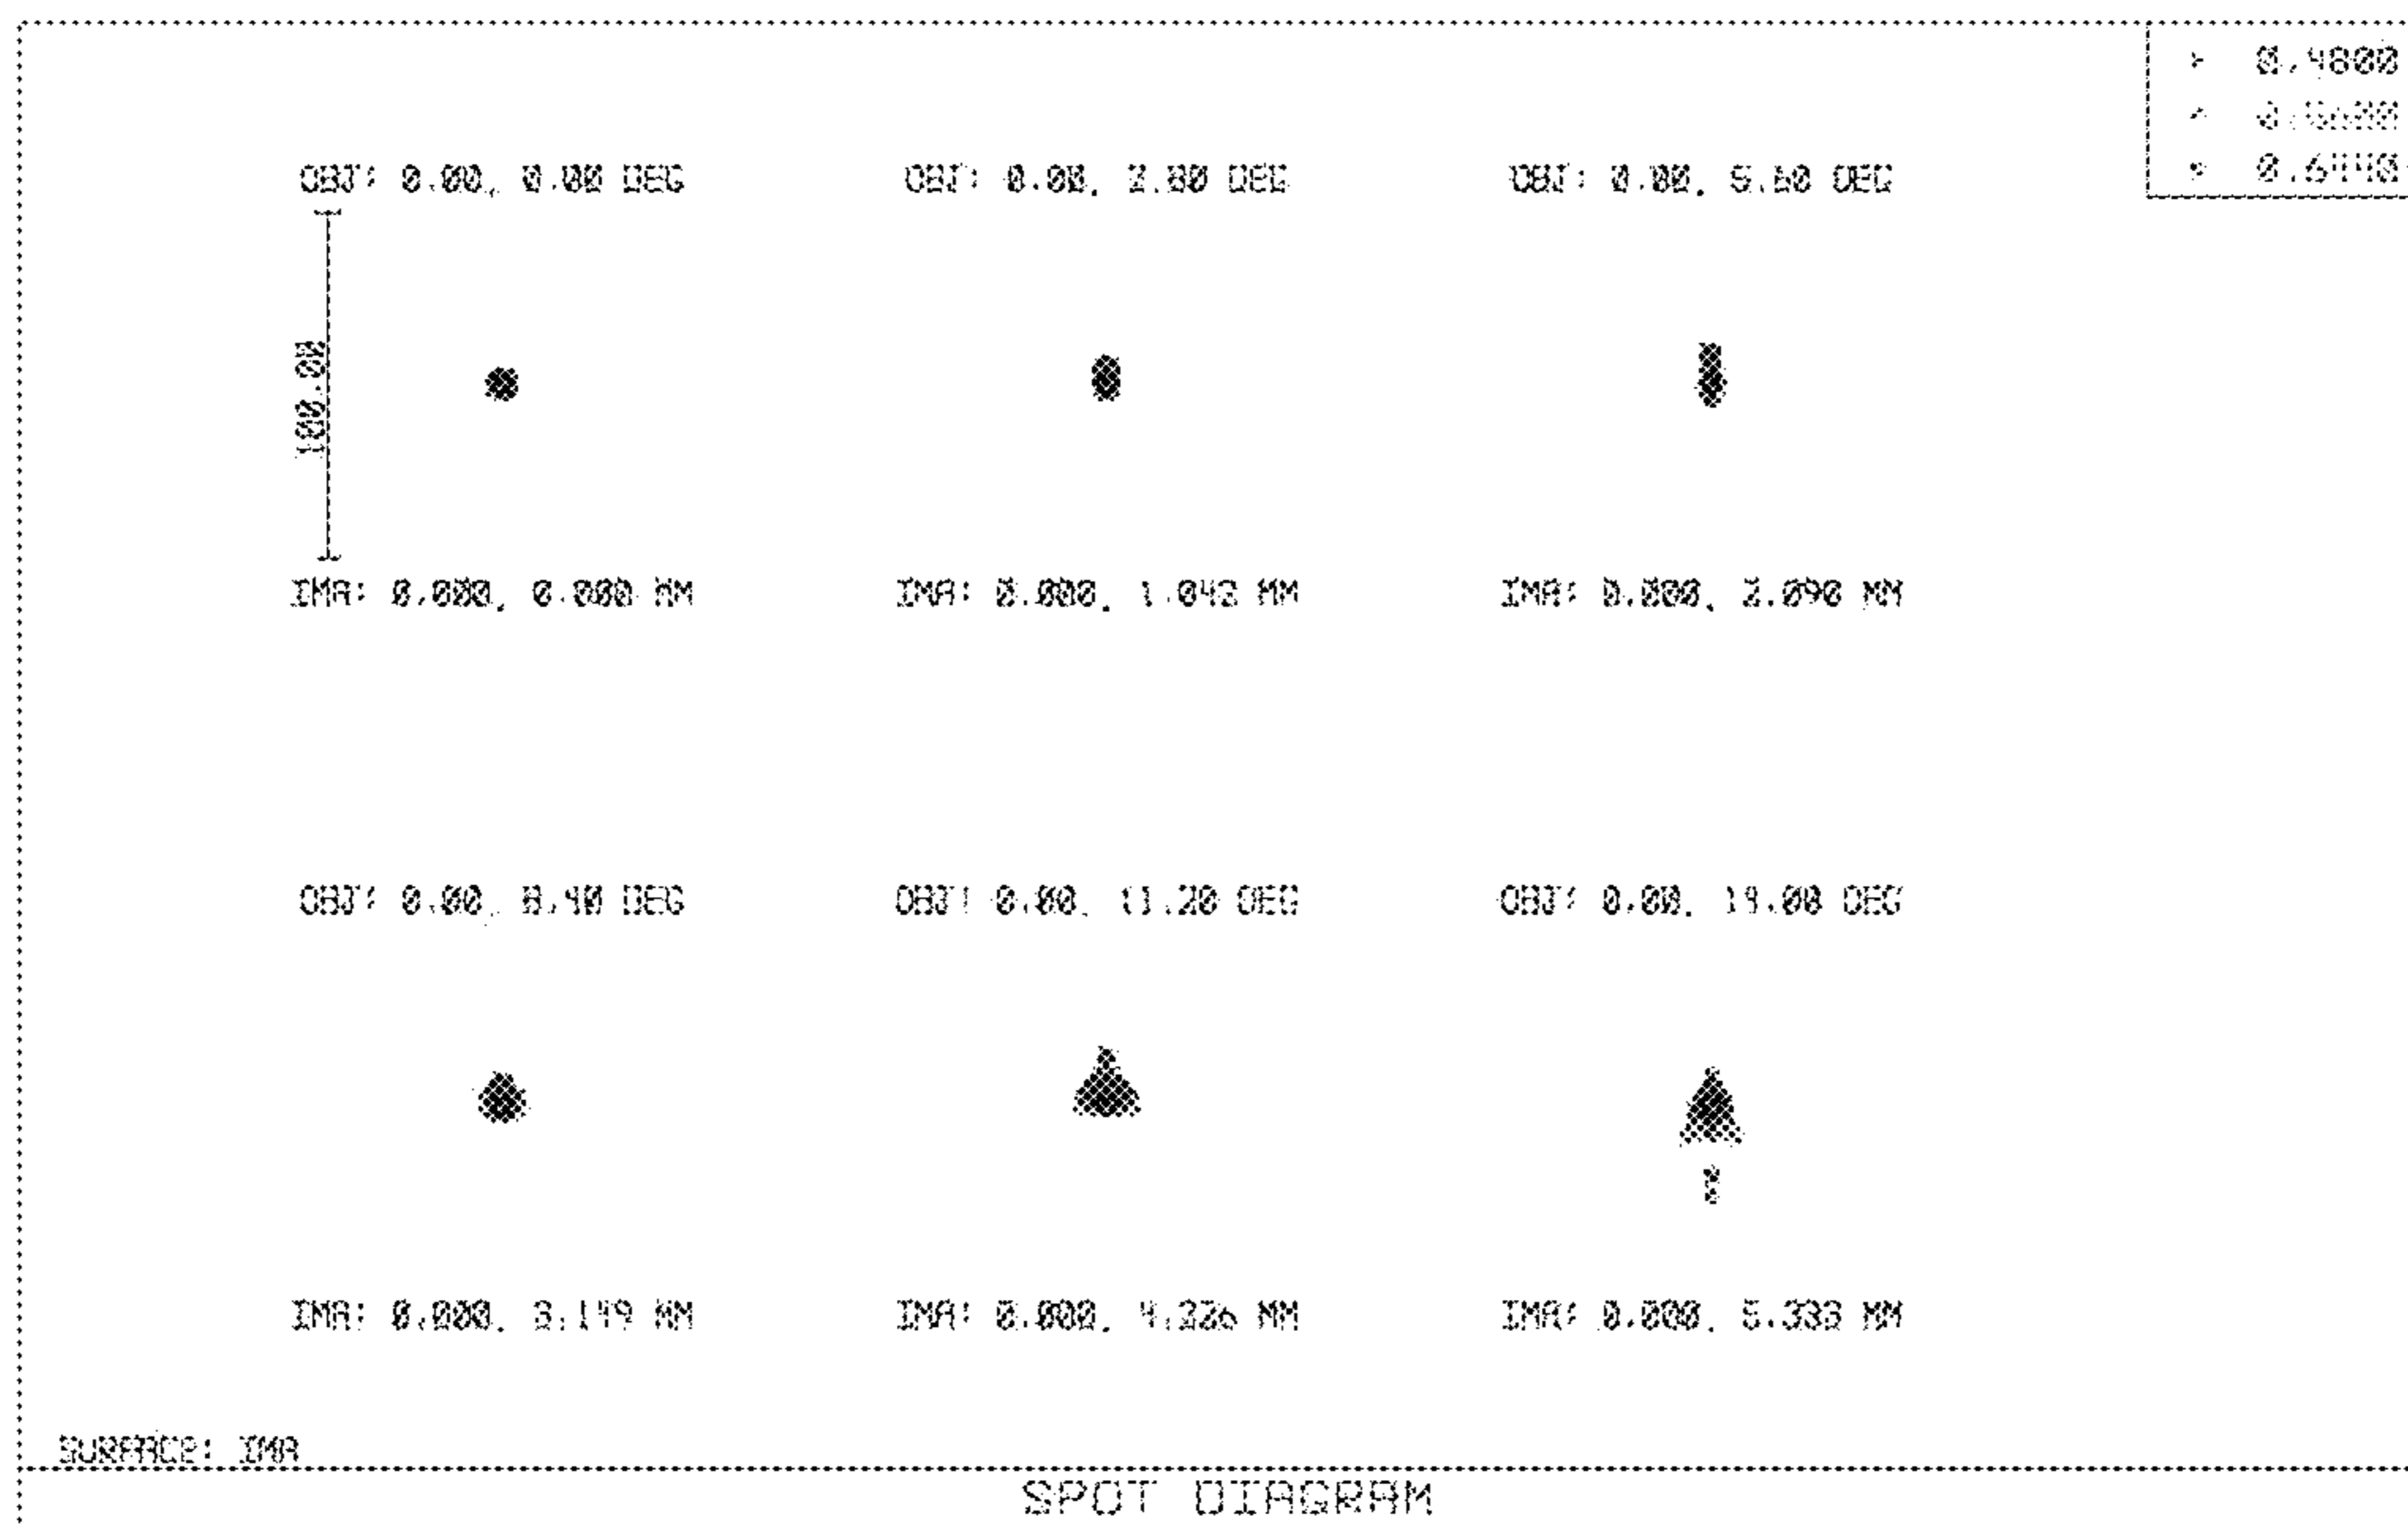 0.4800
0.5600
0.6440
OBJ: 0.00, 0.00 DEG
OBJ: 0.00, 2.80 DEG
OBJ: 0.00, 5.60 DEG
100.00
IMA: 0.000, 0.000 MM
IMA: 0.000, 1.042 MM
IMA: 0.000, 2.090 MM
OBJ: 0.00, 8.40 DEG
OBJ: 0.00, 11.20 DEG
OBJ: 0.00, 14.00 DEG
IMA: 0.000, 3.149 MM
IMA: 0.000, 4.226 MM
IMA: 0.000, 5.333 MM
SURFACE: IMA
SPOT DIAGRAM